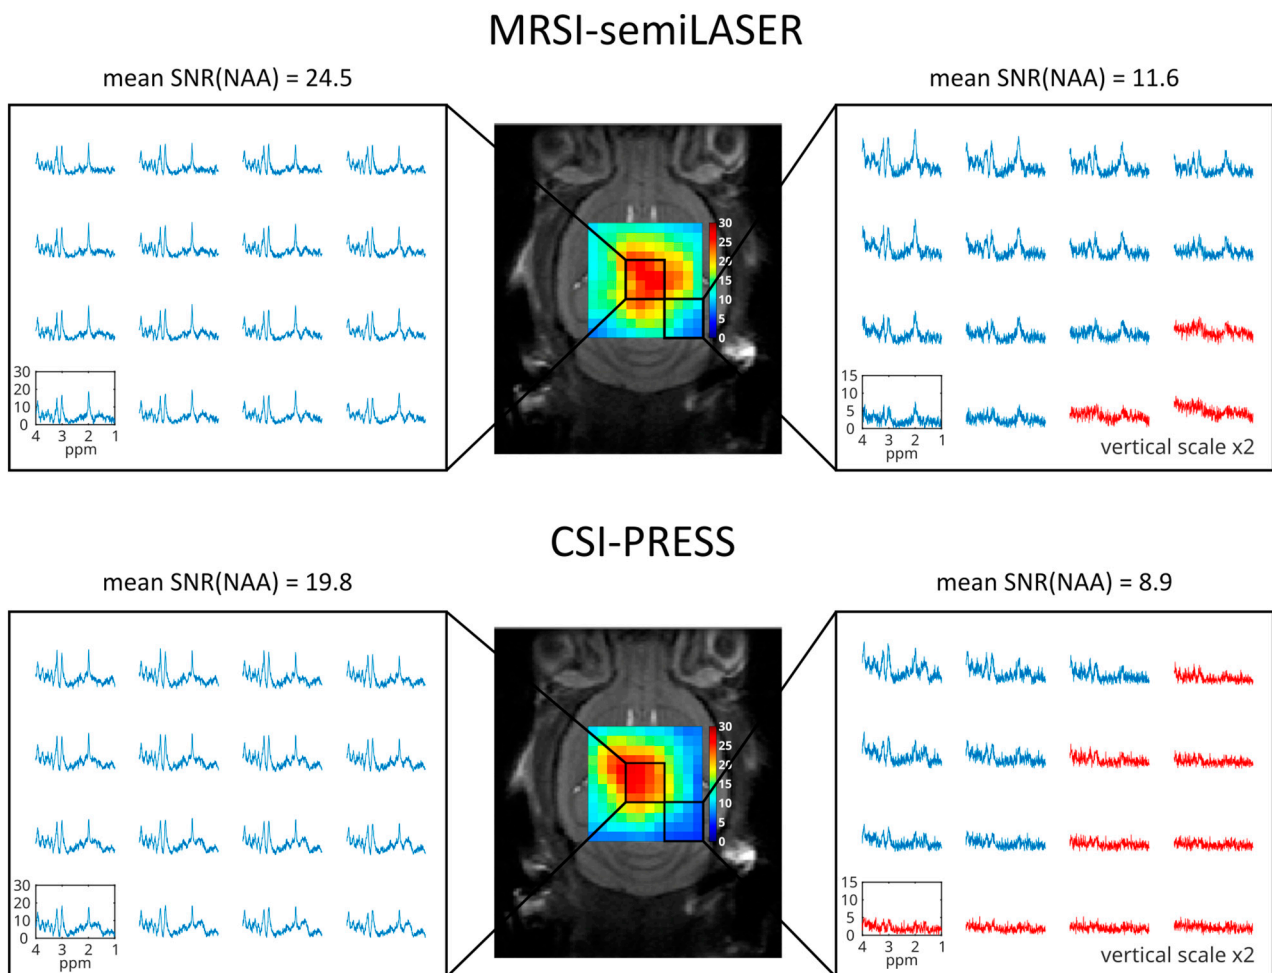 MRSI-semiLASER
mean SNR(NAA) = 24.5
mean SNR(NAA) = 11.6
30
25
20
15
10
5
0
30
20
10
0
4 3 2 1
ppm
15
10
5
0
4 3 2 1
ppm
vertical scale x2
CSI-PRESS
mean SNR(NAA) = 19.8
mean SNR(NAA) = 8.9
30
25
20
15
10
5
0
30
20
10
0
4 3 2 1
ppm
15
10
5
0
4 3 2 1
ppm
vertical scale x2